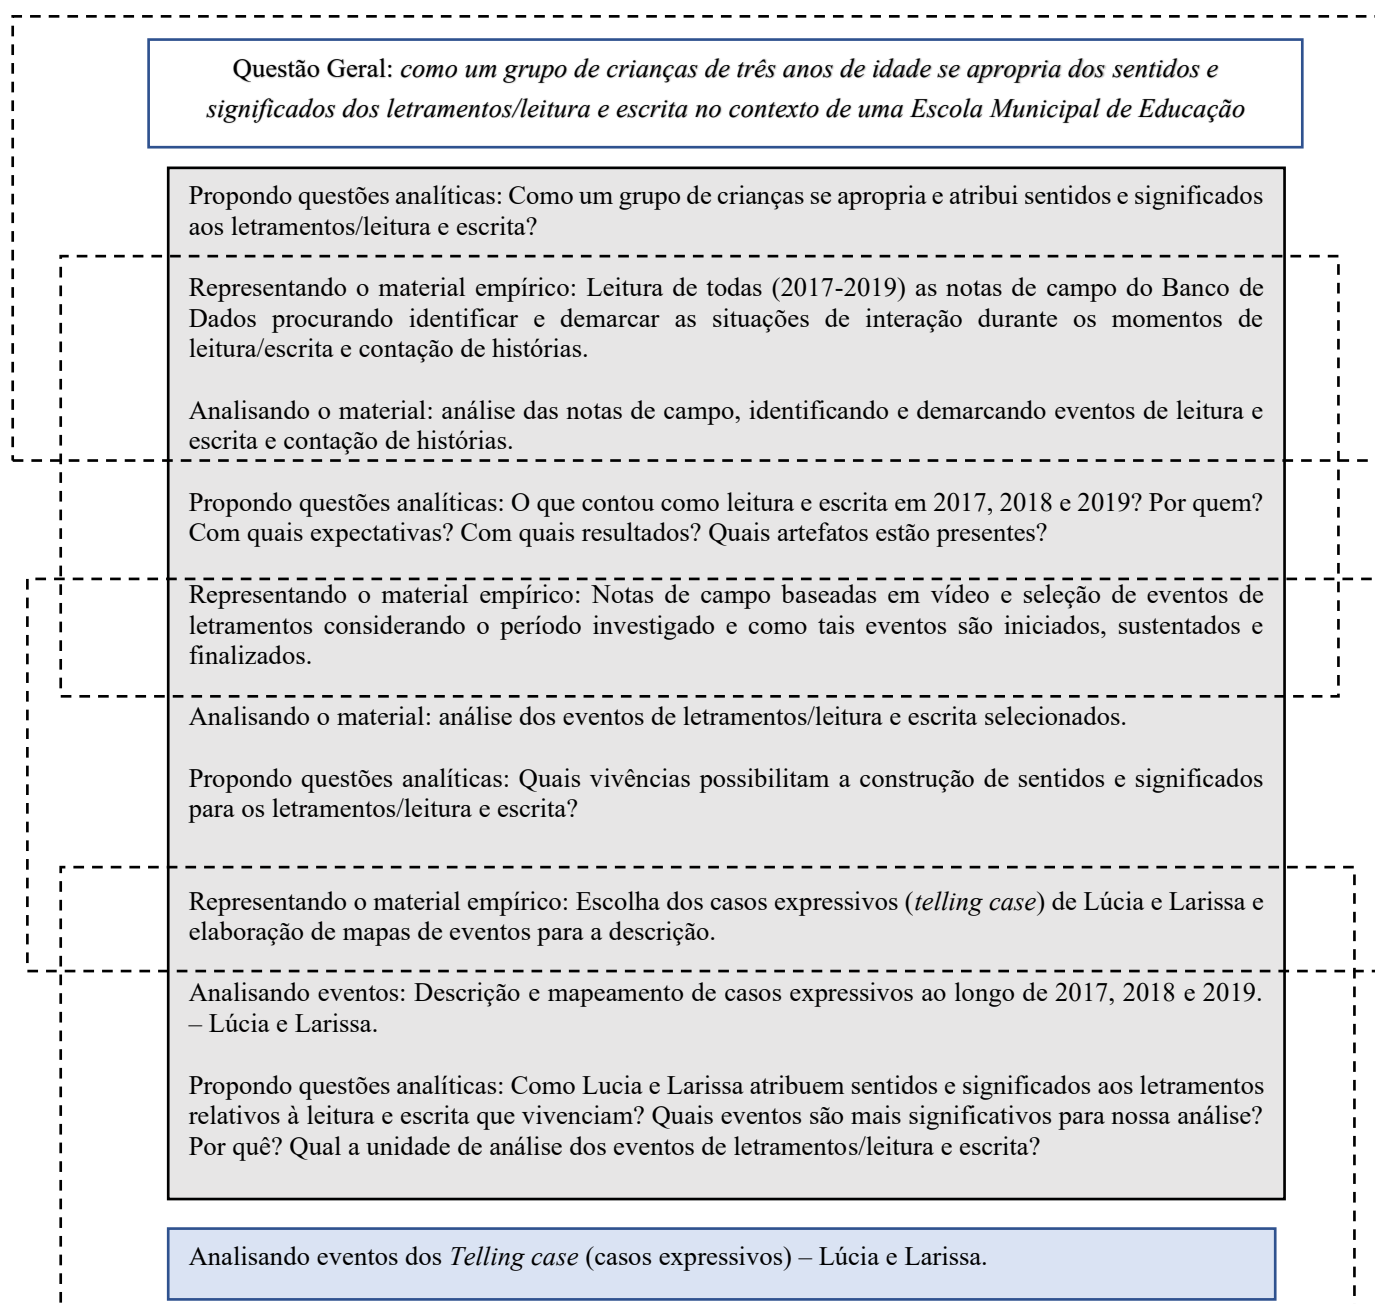 Questão Geral: como um grupo de crianças de três anos de idade se apropria dos sentidos e
significados dos letramentos/leitura e escrita no contexto de uma Escola Municipal de Educação
Propondo questões analíticas: Como um grupo de crianças se apropria e atribui sentidos e significados
aos letramentos/leitura e escrita?
Representando o material empírico: Leitura de todas (2017-2019) as notas de campo do Banco de
Dados procurando identificar e demarcar as situações de interação durante os momentos de
leitura/escrita e contação de histórias.
Analisando o material: análise das notas de campo, identificando e demarcando eventos de leitura e
escrita e contação de histórias.
Propondo questões analíticas: O que contou como leitura e escrita em 2017, 2018 e 2019? Por quem?
Com quais expectativas? Com quais resultados? Quais artefatos estão presentes?
Representando o material empírico: Notas de campo baseadas em vídeo e seleção de eventos de
letramentos considerando o período investigado e como tais eventos são iniciados, sustentados e
finalizados.
Analisando o material: análise dos eventos de letramentos/leitura e escrita selecionados.
Propondo questões analíticas: Quais vivências possibilitam a construção de sentidos e significados
para os letramentos/leitura e escrita?
Representando o material empírico: Escolha dos casos expressivos (telling case) de Lúcia e Larissa e
elaboração de mapas de eventos para a descrição.
Analisando eventos: Descrição e mapeamento de casos expressivos ao longo de 2017, 2018 e 2019.
– Lúcia e Larissa.
Propondo questões analíticas: Como Lucia e Larissa atribuem sentidos e significados aos letramentos
relativos à leitura e escrita que vivenciam? Quais eventos são mais significativos para nossa análise?
Por quê? Qual a unidade de análise dos eventos de letramentos/leitura e escrita?
Analisando eventos dos Telling case (casos expressivos) – Lúcia e Larissa.